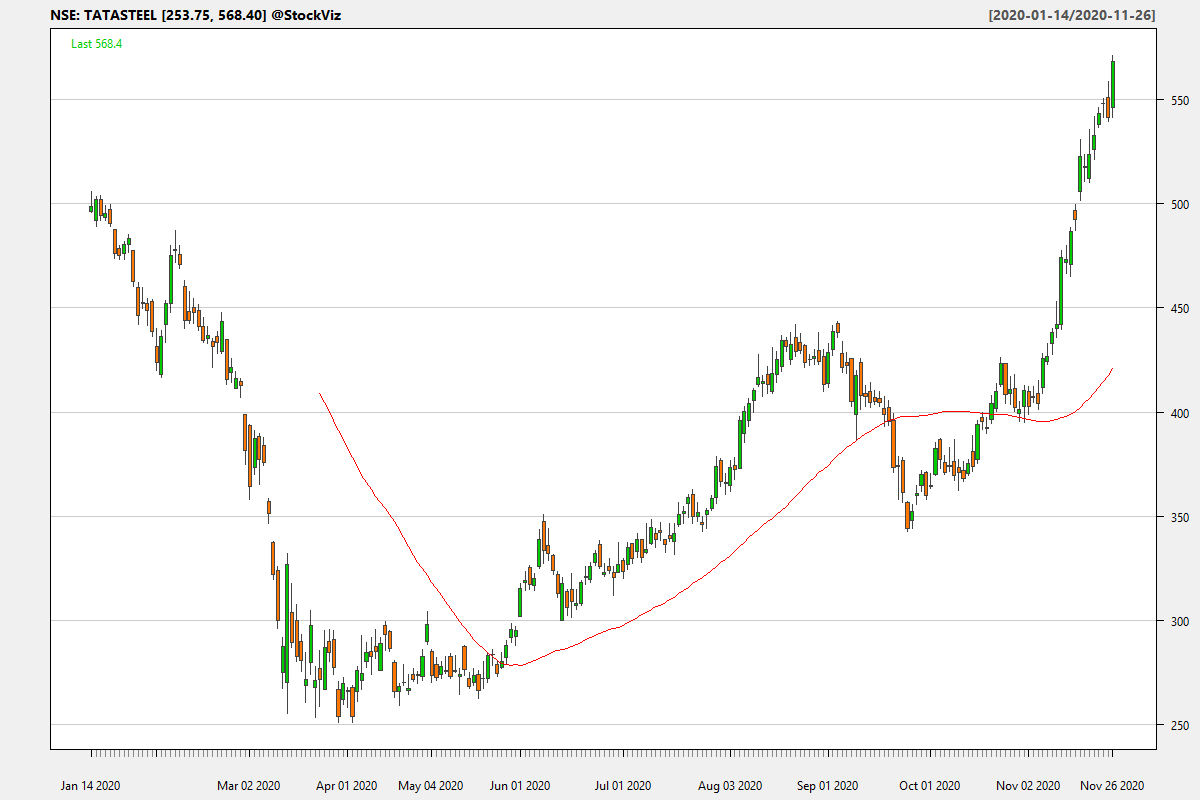 NSE: TATASTEEL [253.75, 568.40] @StockViz
[2020-01-14/2020-11-26]
Last 568.4
550
500
450
400
350
300
250
Jan 14 2020 Mar 02 2020 Apr 01 2020 May 04 2020 Jun 01 2020 Jul 01 2020 Aug 03 2020 Sep 01 2020 Oct 01 2020 Nov 02 2020 Nov 26 2020